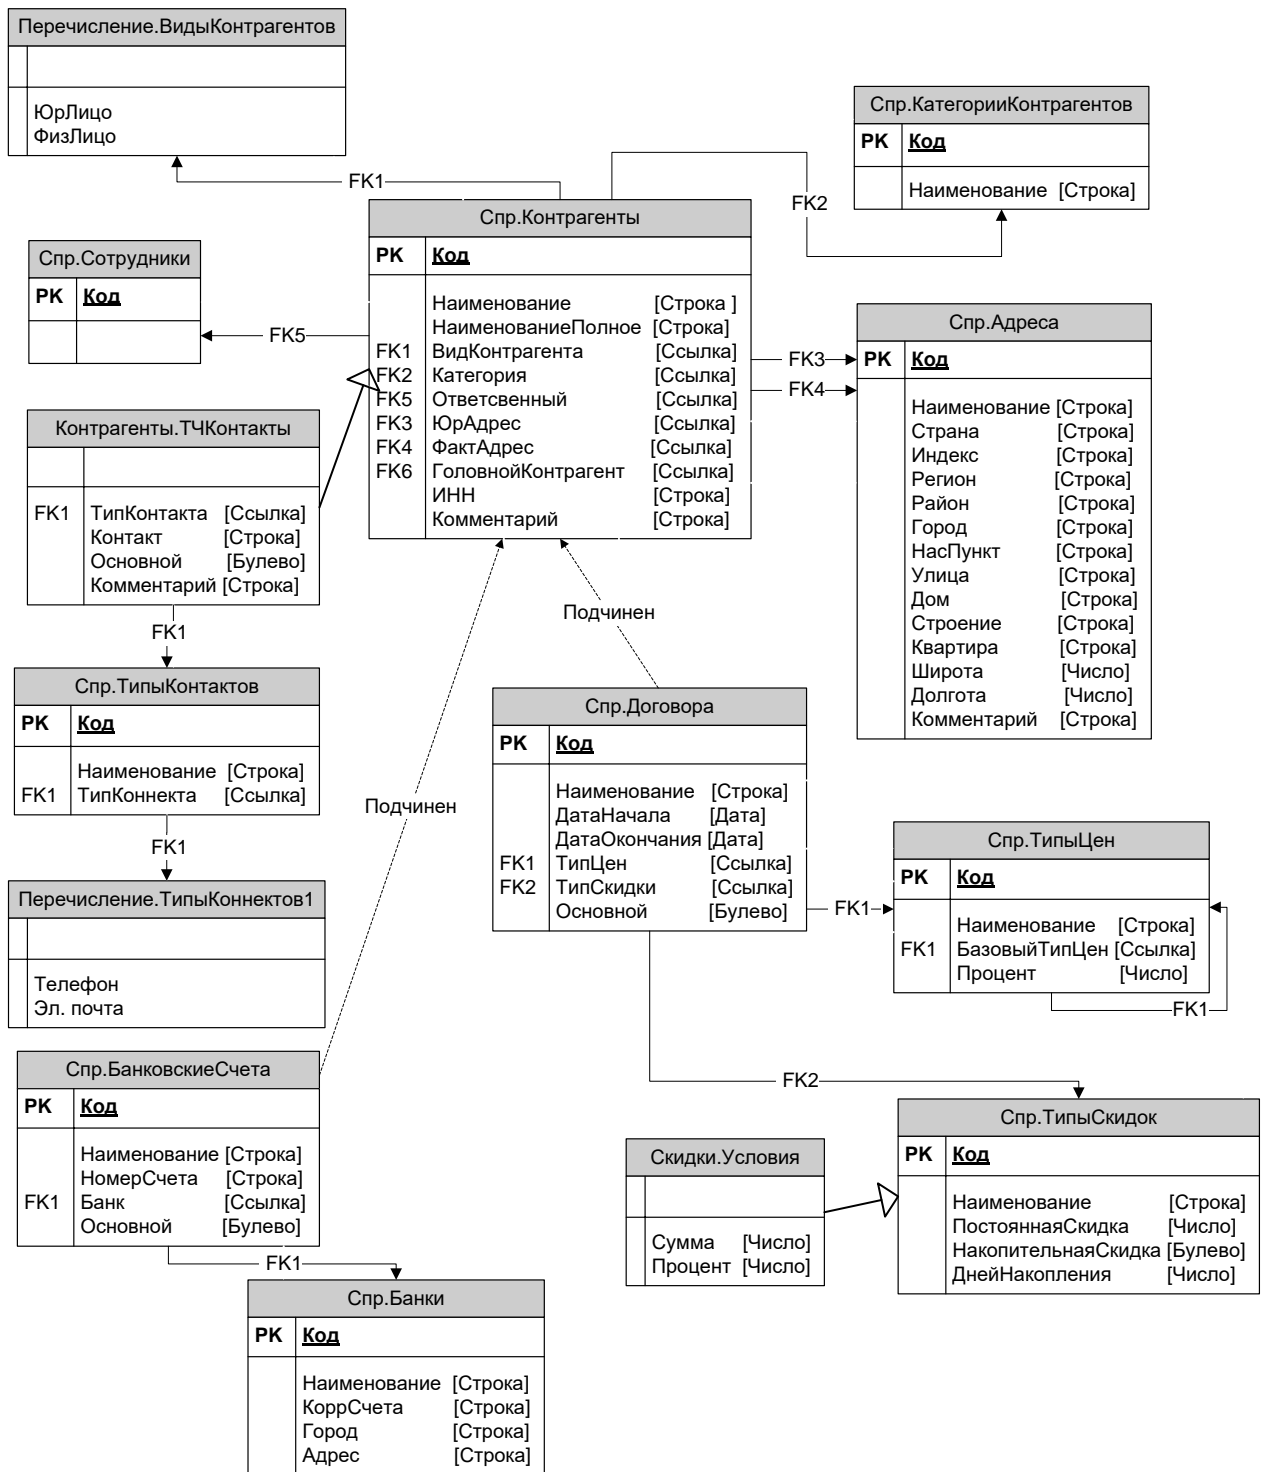 Перечисление.ВидыКонтрагентов
ЮрЛицо
ФизЛицо
Спр.КатегорииКонтрагентов
PK Код
Наименование [Строка]
FK1
FK2
Спр.Контрагенты
PK Код
Наименование [Строка ]
НаименованиеПолное [Строка]
FK1 ВидКонтрагента [Ссылка]
FK2 Категория [Ссылка]
FK5 Ответсвенный [Ссылка]
FK3 ЮрАдрес [Ссылка]
FK4 ФактАдрес [Ссылка]
FK6 ГоловнойКонтрагент [Ссылка]
ИНН [Строка]
Комментарий [Строка]
Спр.Сотрудники
PK Код
FK5
FK3
FK4
Спр.Адреса
PK Код
Наименование [Строка]
Страна [Строка]
Индекс [Строка]
Регион [Строка]
Район [Строка]
Город [Строка]
НасПункт [Строка]
Улица [Строка]
Дом [Строка]
Строение [Строка]
Квартира [Строка]
Широта [Число]
Долгота [Число]
Комментарий [Строка]
Контрагенты.ТЧКонтакты
FK1 ТипКонтакта [Ссылка]
Контакт [Строка]
Основной [Булево]
Комментарий [Строка]
FK1
Подчинен
Спр.ТипыКонтактов
PK Код
Наименование [Строка]
FK1 ТипКоннекта [Ссылка]
FK1
Подчинен
Спр.Договора
PK Код
Наименование [Строка]
ДатаНачала [Дата]
ДатаОкончания [Дата]
FK1 ТипЦен [Ссылка]
FK2 ТипСкидки [Ссылка]
Основной [Булево]
FK1
Спр.ТипыЦен
PK Код
Наименование [Строка]
FK1 БазовыйТипЦен [Ссылка]
Процент [Число]
FK1
Перечисление.ТипыКоннектов1
Телефон
Эл. почта
Спр.БанковскиеСчета
PK Код
Наименование [Строка]
НомерСчета [Строка]
FK1 Банк [Ссылка]
Основной [Булево]
FK1
FK2
Скидки.Условия
Сумма [Число]
Процент [Число]
Спр.ТипыСкидок
PK Код
Наименование [Строка]
ПостояннаяСкидка [Число]
НакопительнаяСкидка [Булево]
ДнейНакопления [Число]
Спр.Банки
PK Код
Наименование [Строка]
КоррСчета [Строка]
Город [Строка]
Адрес [Строка]